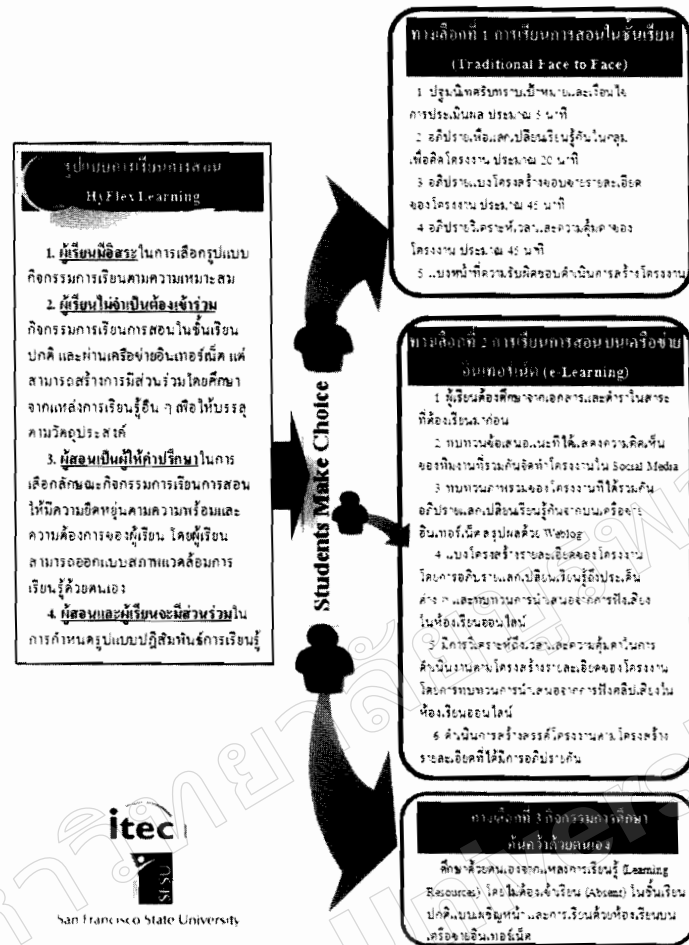 รูปแบบการเรียนการสอน
HyFlex Learning
1. ผู้เรียนมีอิสระในการเลือกรูปแบบ
กิจกรรมการเรียนตามความเหมาะสม
2. ผู้เรียนไม่จำเป็นต้องเข้าร่วม
กิจกรรมการเรียนการสอนในชั้นเรียน
ปกติ และผ่านเครือข่ายอินเทอร์เน็ต แต่
สามารถสร้างการมีส่วนร่วมโดยศึกษา
จากแหล่งการเรียนรู้อื่น ๆ เพื่อให้บรรลุ
ตามวัตถุประสงค์
3. ผู้สอนเป็นผู้ให้คำปรึกษาในการ
เลือกลักษณะกิจกรรมการเรียนการสอน
ให้มีความยืดหยุ่นตามความพร้อมและ
ความต้องการของผู้เรียน โดยผู้เรียน
สามารถออกแบบสภาพแวดล้อมการ
เรียนรู้ด้วยตนเอง
4. ผู้สอนและผู้เรียนจะมีส่วนร่วมใน
การกำหนดรูปแบบปฏิสัมพันธ์การเรียนรู้
itec
SFSU
San Francisco State University
Students Make Choice
ทางเลือกที่ 1 การเรียนการสอนในชั้นเรียน
(Traditional Face to Face)
1 ปฐมนิเทศรับทราบเป้าหมายและเงื่อนไข
การประเมินผล ประมาณ 5 นาที
2 อภิปรายเพื่อแลกเปลี่ยนเรียนรู้กันในกลุ่ม
เพื่อคิดโครงงาน ประมาณ 20 นาที
3 อภิปรายแบ่งโครงสร้างขอบข่ายรายละเอียด
ของโครงงาน ประมาณ 45 นาที
4 อภิปรายวิเคราะห์เวลาและความคุ้มค่าของ
โครงงาน ประมาณ 45 นาที
5 แบ่งหน้าที่ความรับผิดชอบดำเนินการสร้างโครงงาน
ทางเลือกที่ 2 การเรียนการสอนบนเครือข่าย
อินเทอร์เน็ต (e-Learning)
1 ผู้เรียนต้องศึกษาจากเอกสารและตำราในสาระ
ที่ต้องเรียนมาก่อน
2 ทบทวนข้อเสนอแนะที่ได้แสดงความคิดเห็น
ของทีมงานที่ร่วมกันจัดทำโครงงานใน Social Media
3 ทบทวนภาพรวมของโครงงานที่ได้ร่วมกัน
อภิปรายแลกเปลี่ยนเรียนรู้กันจากบนเครือข่าย
อินเทอร์เน็ตสรุปผลด้วย Weblog
4 แบ่งโครงสร้างรายละเอียดของโครงงาน
โดยการอภิปรายแลกเปลี่ยนเรียนรู้ถึงประเด็น
ต่าง ๆ และทบทวนการนำเสนอจากการฟังเสียง
ในห้องเรียนออนไลน์
5 มีการวิเคราะห์ถึงเวลาและความคุ้มค่าในการ
ดำเนินงานตามโครงสร้างรายละเอียดของโครงงาน
โดยการทบทวนการนำเสนอจากการฟังคลิปเสียงใน
ห้องเรียนออนไลน์
6 ดำเนินการสร้างสรรค์โครงงานตามโครงสร้าง
รายละเอียดที่ได้มีการอภิปรายกัน
ทางเลือกที่ 3 กิจกรรมการศึกษา
ค้นคว้าด้วยตนเอง
ศึกษาด้วยตนเองจากแหล่งการเรียนรู้ (Learning
Resources) โดยไม่ต้องเข้าเรียน (Absent) ในชั้นเรียน
ปกติแบบเผชิญหน้า และการเรียนด้วยห้องเรียนบน
เครือข่ายอินเทอร์เน็ต